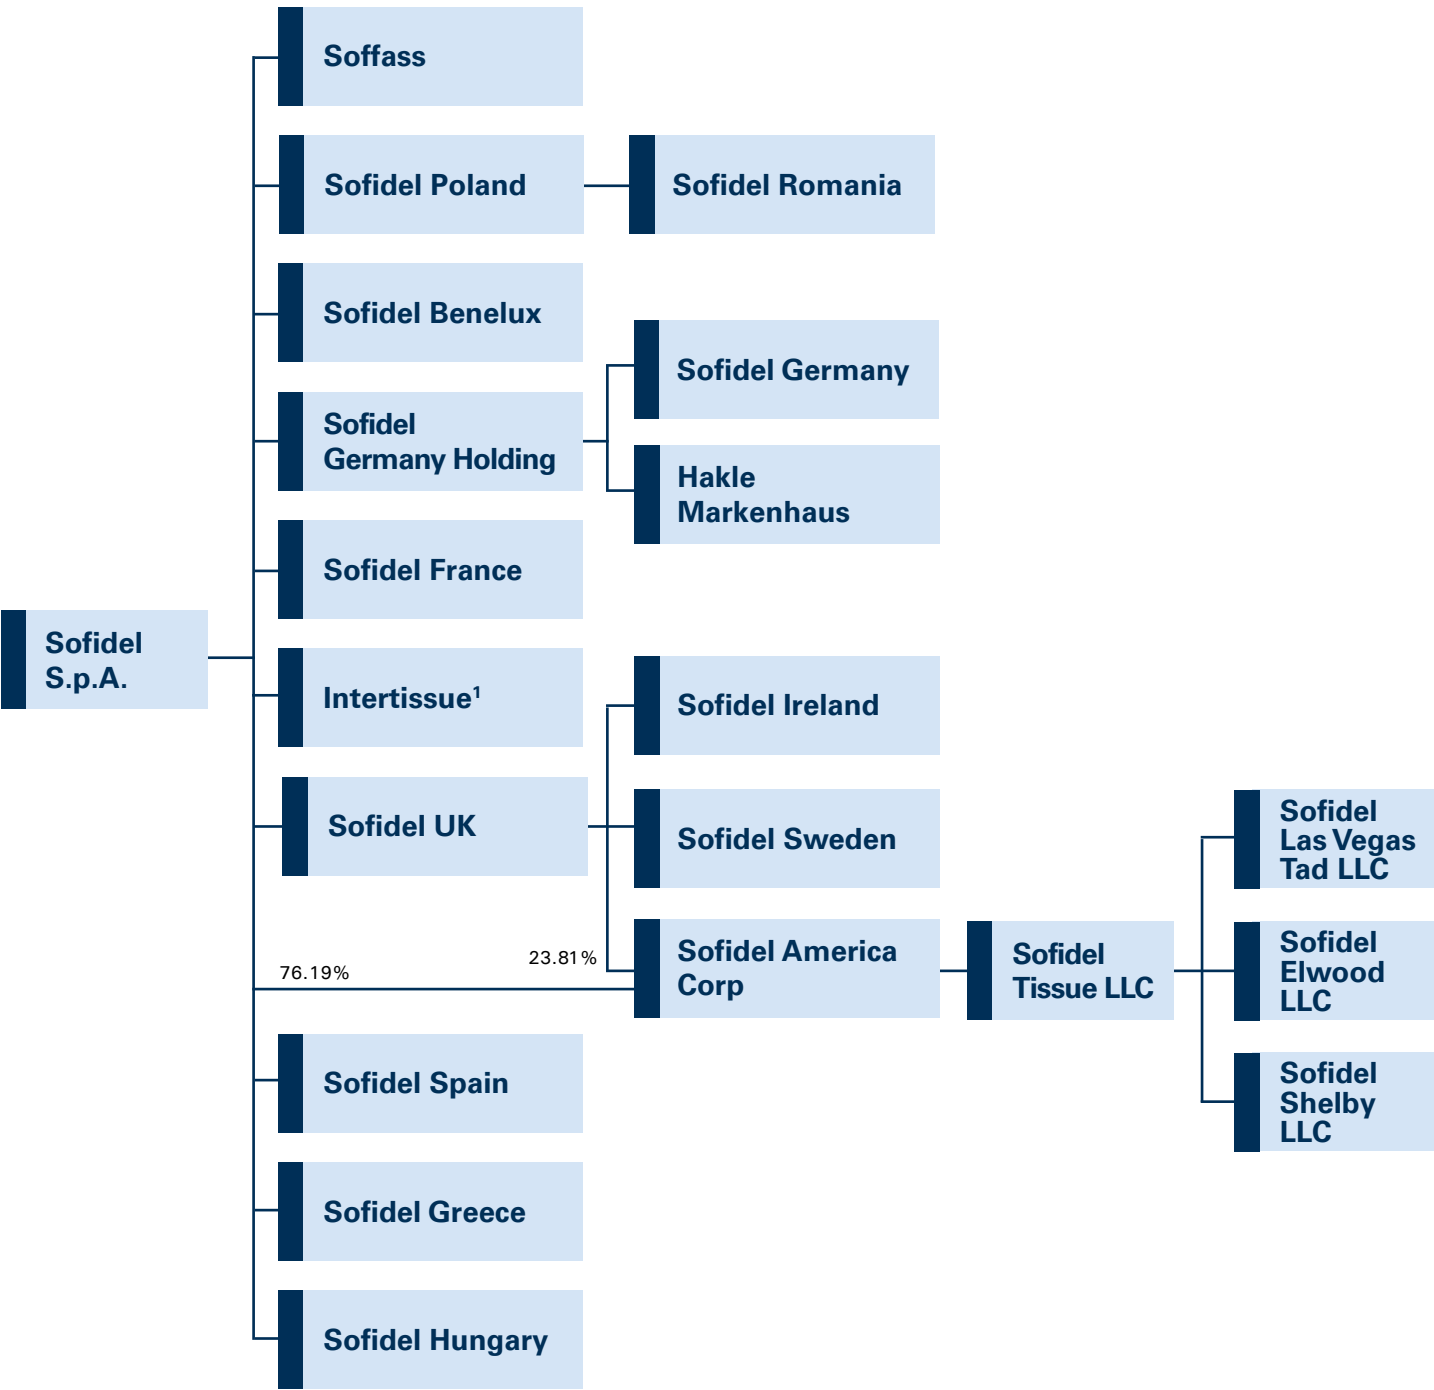 Soffass
Sofidel Poland
Sofidel Romania
Sofidel Benelux
Sofidel Germany
Sofidel
Germany Holding
Hakle
Markenhaus
Sofidel France
Sofidel
S.p.A.
Intertissue¹
Sofidel Ireland
Sofidel UK
Sofidel Sweden
Sofidel
Las Vegas
Tad LLC
76.19%
23.81%
Sofidel America
Corp
Sofidel
Tissue LLC
Sofidel
Elwood
LLC
Sofidel Spain
Sofidel
Shelby
LLC
Sofidel Greece
Sofidel Hungary